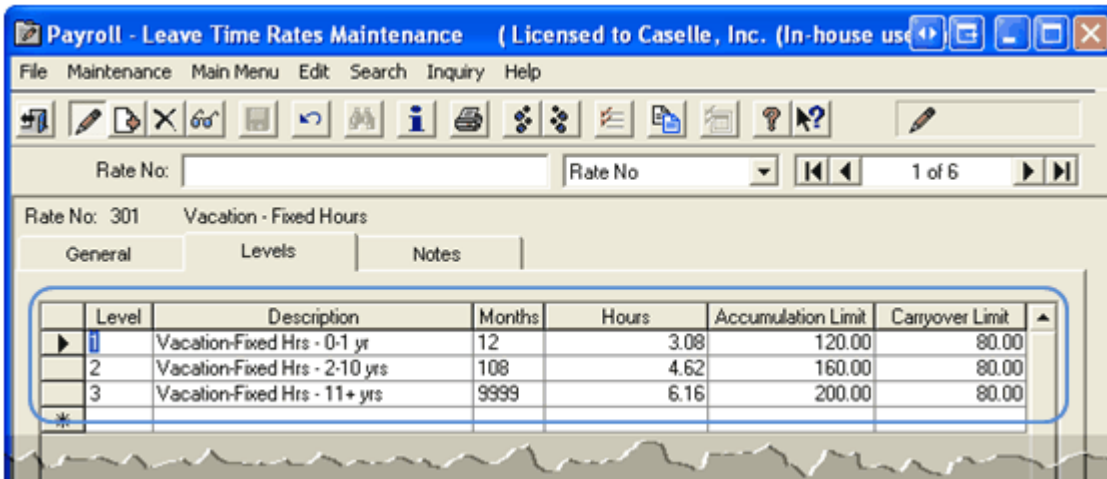 Payroll - Leave Time Rates Maintenance ( Licensed to Caselle, Inc. (In-house use
File Maintenance Main Menu Edit Search Inquiry Help
Rate No: Rate No 1 of 6
Rate No: 301 Vacation - Fixed Hours
General Levels Notes
Level Description Months Hours Accumulation Limit Carryover Limit
1 Vacation-Fixed Hrs - 0-1 yr 12 3.08 120.00 80.00
2 Vacation-Fixed Hrs - 2-10 yrs 108 4.62 160.00 80.00
3 Vacation-Fixed Hrs - 11+ yrs 9999 6.16 200.00 80.00